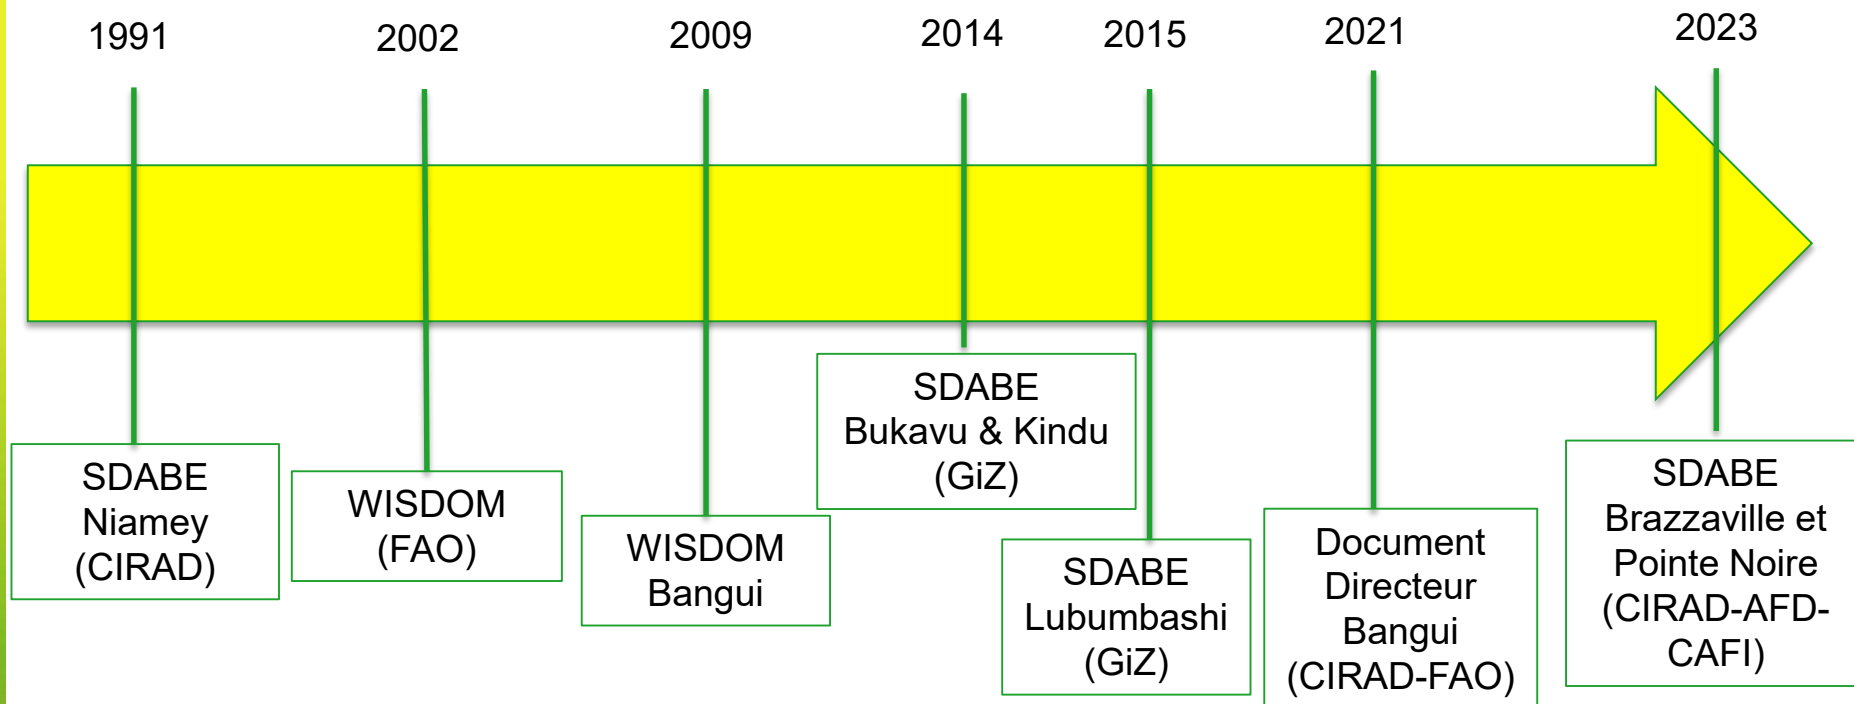 1991
2002
2009
2014
2015
2021
2023
SDABE
Niamey
(CIRAD)
WISDOM
(FAO)
WISDOM
Bangui
SDABE
Bukavu & Kindu
(GiZ)
SDABE
Lubumbashi
(GiZ)
Document
Directeur
Bangui
(CIRAD-FAO)
SDABE
Brazzaville et
Pointe Noire
(CIRAD-AFD-
CAFI)